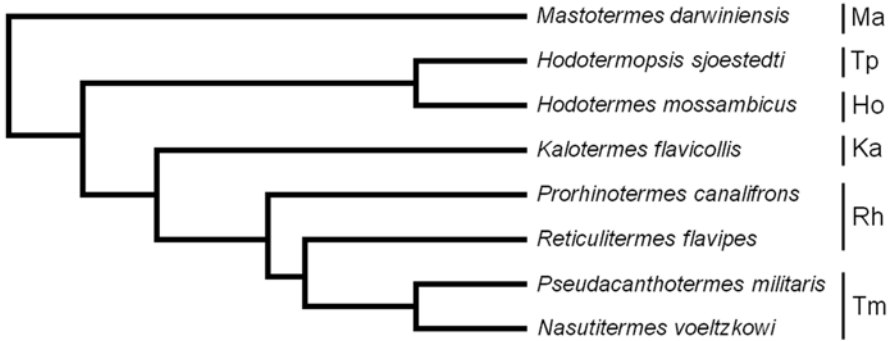 Mastotermes darwiniensis Ma
Hodotermopsis sjoestedti Tp
Hodotermes mossambicus Ho
Kalotermes flavicollis Ka
Prorhinotermes canalifrons
Rh
Reticulitermes flavipes
Pseudacanthotermes militaris
Tm
Nasutitermes voeltzkowi